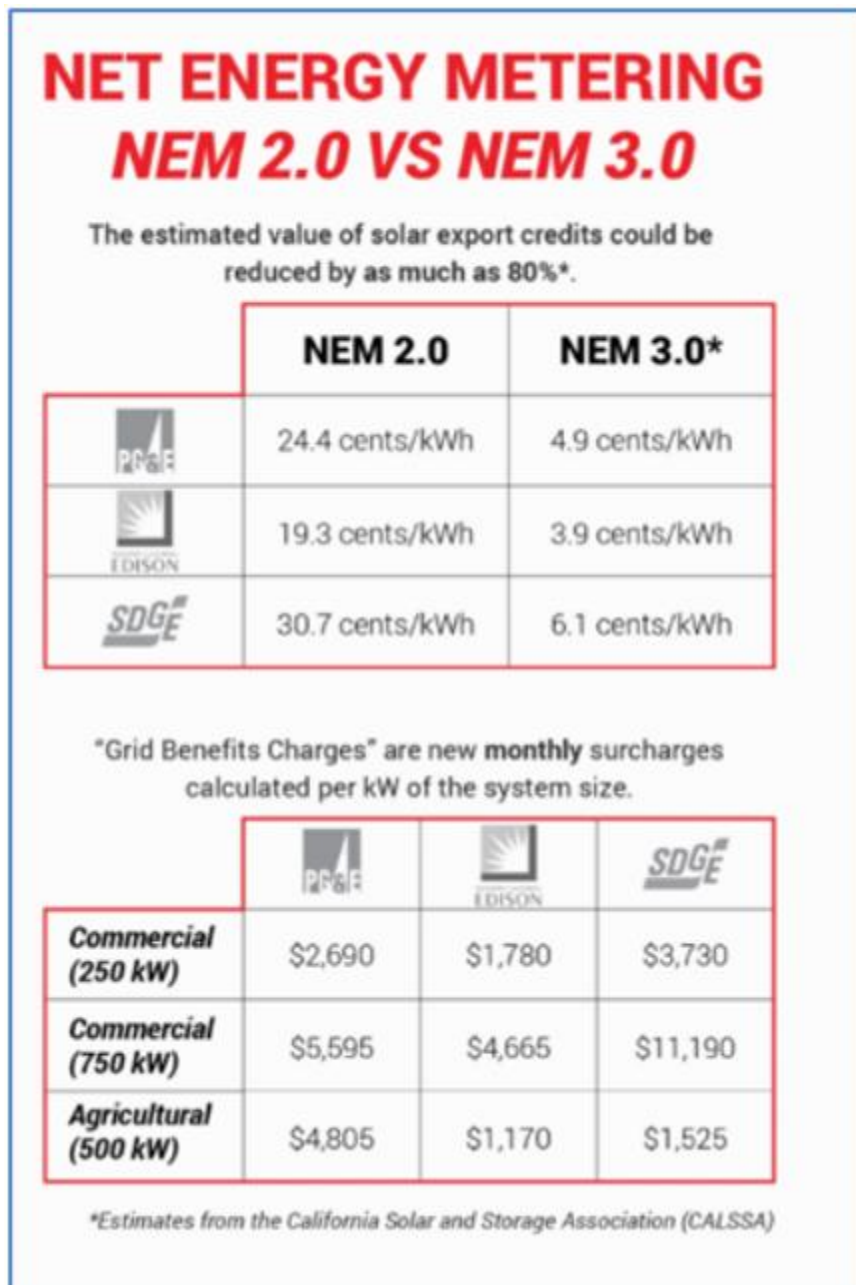 NET ENERGY METERING
NEM 2.0 VS NEM 3.0
The estimated value of solar export credits could be
reduced by as much as 80%*.
NEM 2.0 NEM 3.0*
PG&E 24.4 cents/kWh 4.9 cents/kWh
EDISON 19.3 cents/kWh 3.9 cents/kWh
SDGE 30.7 cents/kWh 6.1 cents/kWh
“Grid Benefits Charges” are new monthly surcharges
calculated per kW of the system size.
PG&E EDISON SDGE
Commercial
(250 kW) $2,690 $1,780 $3,730
Commercial
(750 kW) $5,595 $4,665 $11,190
Agricultural
(500 kW) $4,805 $1,170 $1,525
*Estimates from the California Solar and Storage Association (CALSSA)